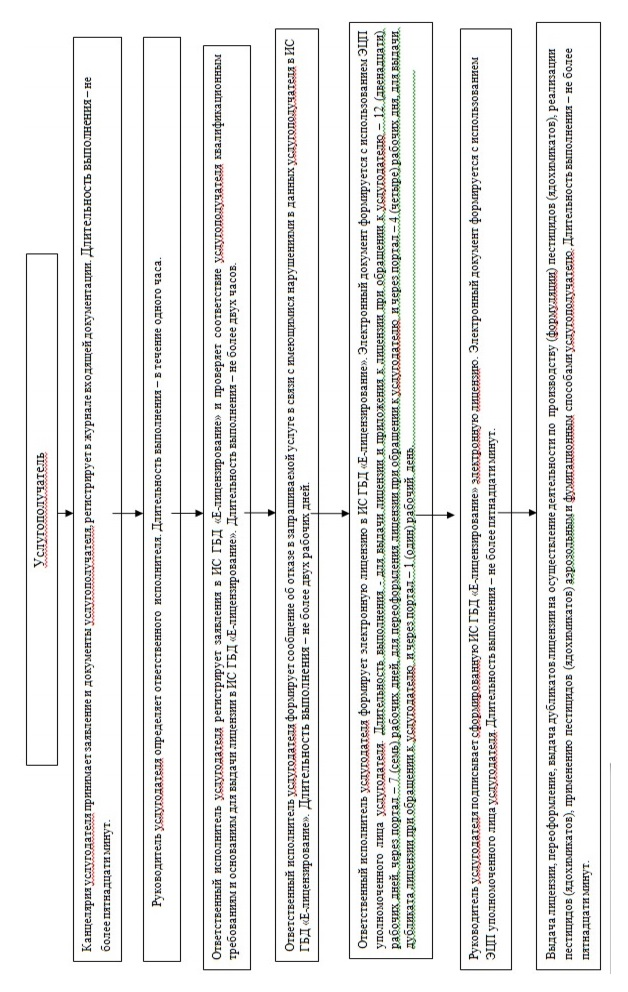 Услугополучатель
Канцелярия услугодателя принимает заявление и документы услугополучателя, регистрирует в журнале входящей документации. Длительность выполнения – не
более пятнадцати минут.
Руководитель услугодателя определяет ответственного исполнителя. Длительность выполнения – в течение одного часа.
Ответственный исполнитель услугодателя регистрирует заявления в ИС ГБД «Е-лицензирование» и проверяет соответствие услугополучателя квалификационным
требованиям и основаниям для выдачи лицензии в ИС ГБД «Е-лицензирование». Длительность выполнения – не более двух часов.
Ответственный исполнитель услугодателя формирует сообщение об отказе в запрашиваемой услуге в связи с имеющимися нарушениями в данных услугополучателя в ИС
ГБД «Е-лицензирование». Длительность выполнения – не более двух рабочих дней.
Ответственный исполнитель услугодателя формирует электронную лицензию в ИС ГБД «Е-лицензирование». Электронный документ формируется с использованием ЭЦП
уполномоченного лица услугодателя. Длительность выполнения - для выдачи лицензии и приложения к лицензии при обращении к услугодателю – 12 (двенадцати)
рабочих дней, через портал – 7 (семь) рабочих дней, для переоформления лицензии при обращении к услугодателю и через портал – 4 (четыре) рабочих дня, для выдачи
дубликата лицензии при обращении к услугодателю и через портал – 1 (один) рабочий день.
Руководитель услугодателя подписывает сформированную ИС ГБД «Е-лицензирование» электронную лицензию. Электронный документ формируется с использованием
ЭЦП уполномоченного лица услугодателя. Длительность выполнения – не более пятнадцати минут.
Выдача лицензии, переоформление, выдача дубликатов лицензии на осуществление деятельности по производству (формуляции) пестицидов (ядохимикатов), реализации
пестицидов (ядохимикатов), применению пестицидов (ядохимикатов) аэрозольным и фумигационным способами услугополучателю. Длительность выполнения – не более
пятнадцати минут.